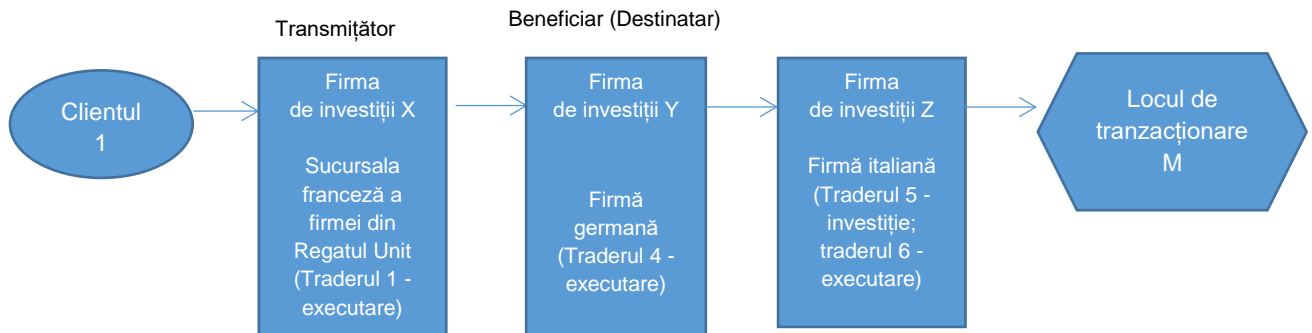 Transmițător
Beneficiar (Destinatar)
Clientul
1
Firma
de investiții X
Sucursala
franceză a
firmei din
Regatul Unit
(Traderul 1 -
executare)
Firma
de investiții Y
Firmă
germană
(Traderul 4 -
executare)
Firma
de investiții Z
Firmă italiană
(Traderul 5 -
investiție;
traderul 6 -
executare)
Locul de
tranzacționare
M